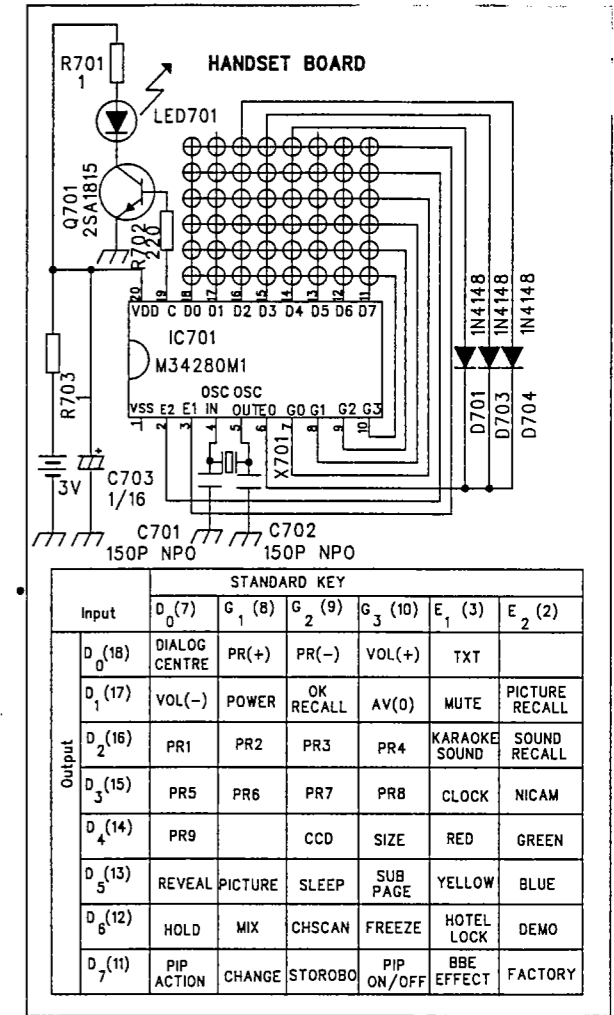 HANDSET BOARD
R701
1
LED701
Q701
2SA1815
R702
220
20 19 18 17 16 15 14 13 12 11
VDD C D0 D1 D2 D3 D4 D5 D6 D7
IC701
M34280M1
OSC OSC
VSS E2 E1 IN OUT E0 G0 G1 G2 G3
1 2 3 4 5 6 7 8 9 10
R703
1
X701
1N4148
1N4148
1N4148
D701
D703
D704
3V
C703
1/16
C701
150P NPO
C702
150P NPO
STANDARD KEY
Input D0(7) G1 (8) G2 (9) G3 (10) E1 (3) E2 (2)
Output
D0(18) DIALOG CENTRE PR(+) PR(-) VOL(+) TXT
D1(17) VOL(-) POWER OK RECALL AV(0) MUTE PICTURE RECALL
D2(16) PR1 PR2 PR3 PR4 KARAOKE SOUND SOUND RECALL
D3(15) PR5 PR6 PR7 PR8 CLOCK NICAM
D4(14) PR9 CCD SIZE RED GREEN
D5(13) REVEAL PICTURE SLEEP SUB PAGE YELLOW BLUE
D6(12) HOLD MIX CHSCAN FREEZE HOTEL LOCK DEMO
D7(11) PIP ACTION CHANGE STOROBO PIP ON/OFF BBE EFFECT FACTORY